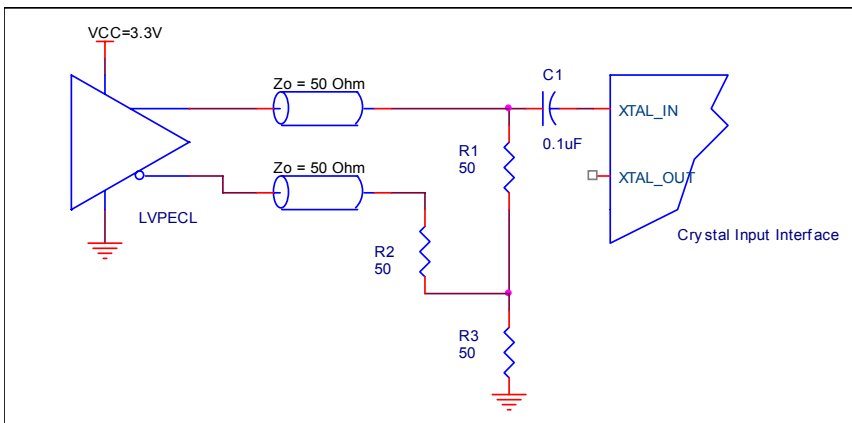 VCC=3.3V
Zo = 50 Ohm
C1
XTAL_IN
0.1uF
R1
50
Zo = 50 Ohm
XTAL_OUT
LVPECL
Crystal Input Interface
R2
50
R3
50